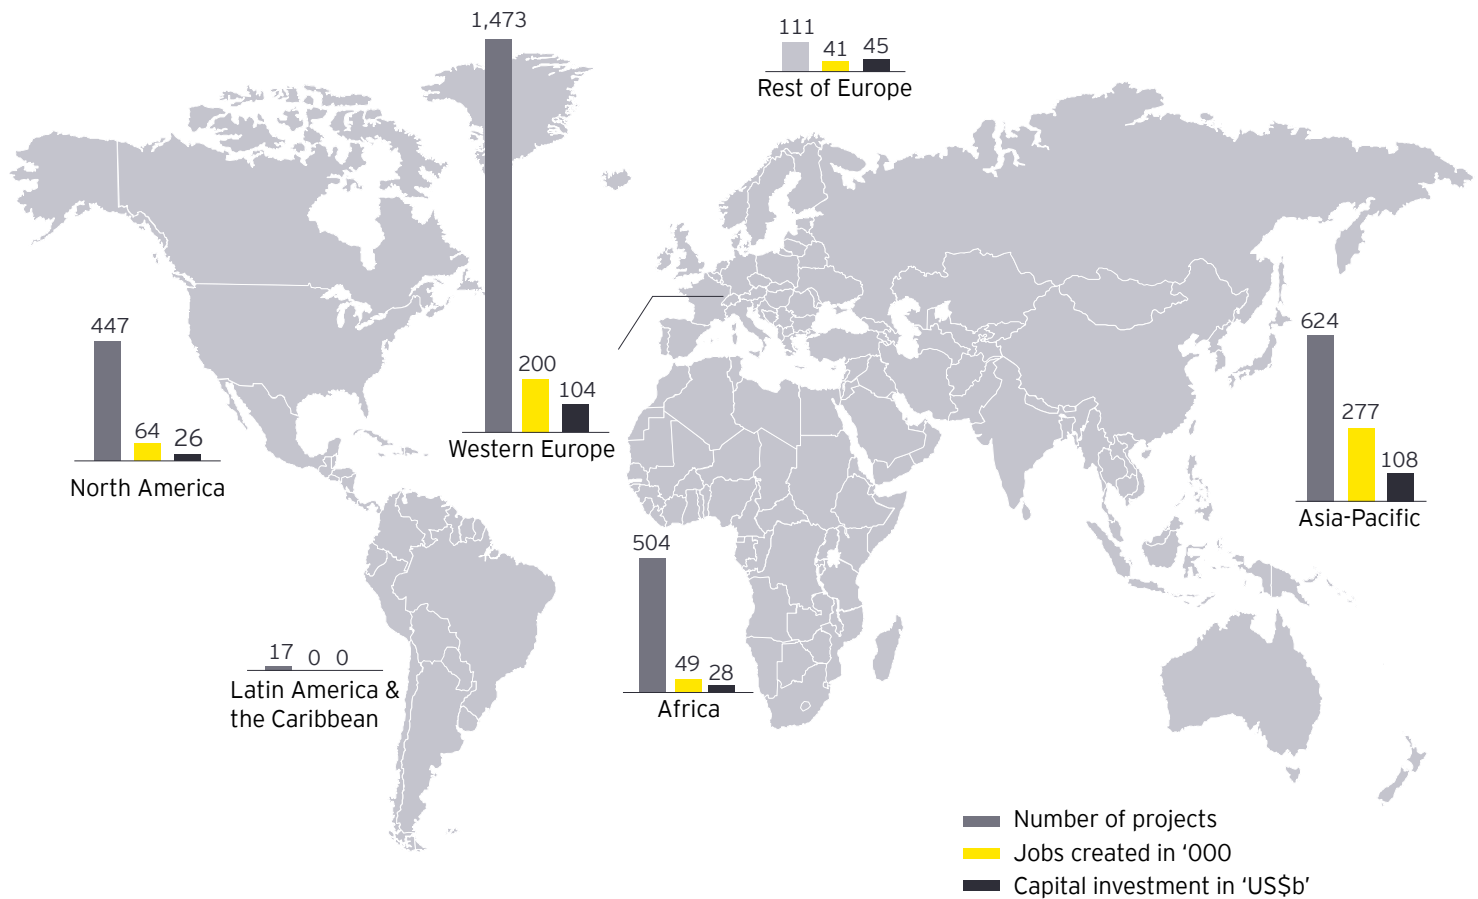 1,473
200
104
Western Europe
111
41
45
Rest of Europe
447
64
26
North America
624
277
108
Asia-Pacific
504
49
28
Africa
17
0
0
Latin America &
the Caribbean
Number of projects
Jobs created in ‘000
Capital investment in ‘US$b’